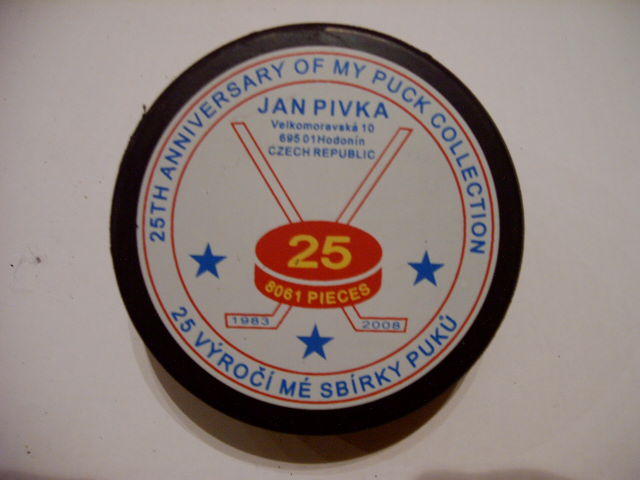 25TH ANNIVERSARY OF MY PUCK COLLECTION
JAN PIVKA
Velkomoravská 10
695 01 Hodonín
CZECH REPUBLIC
25
8061 PIECES
1983
2008
25 VÝROČÍ MÉ SBÍRKY PUKŮ